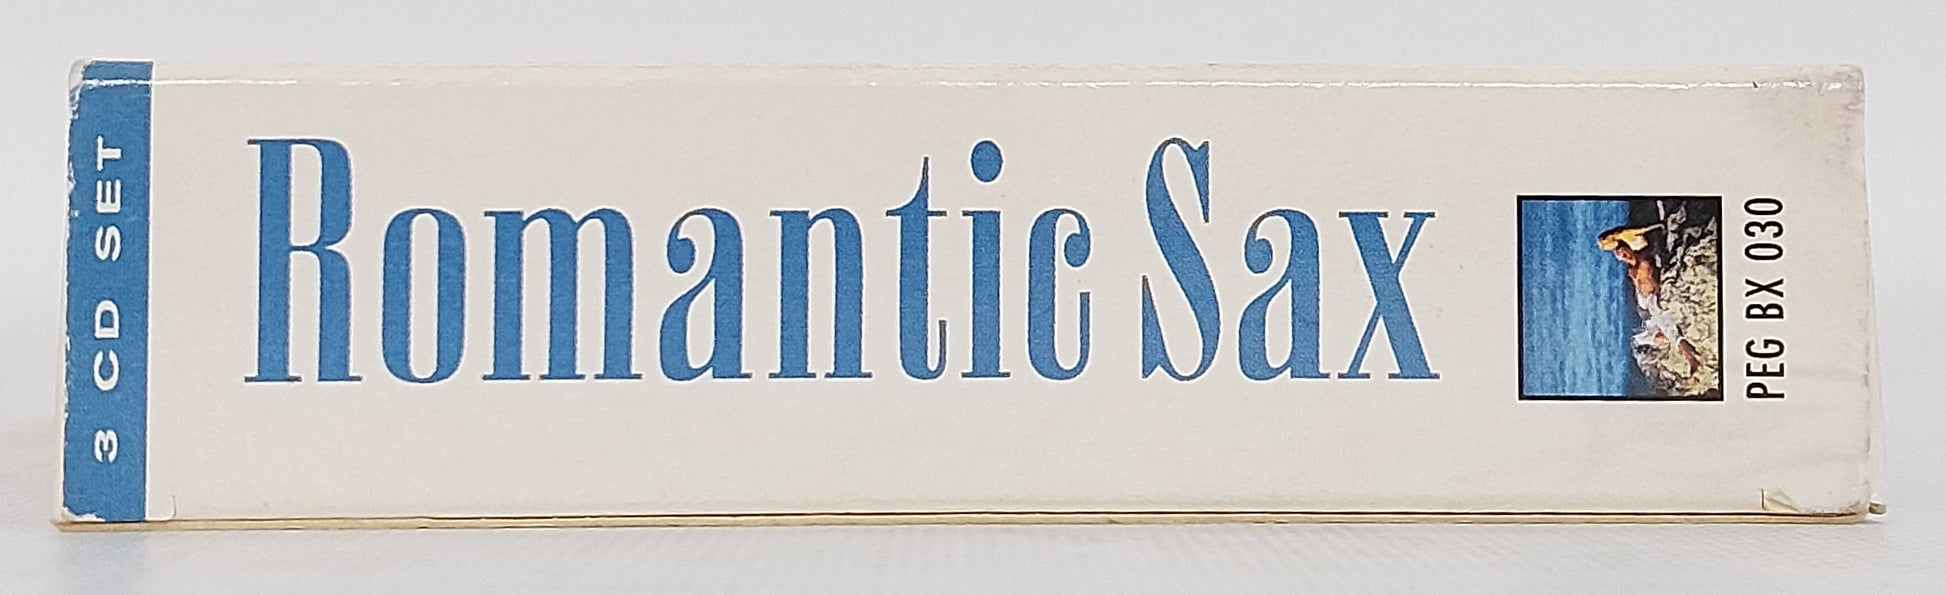 3 CD SET
Romantic Sax
PEG BX 030